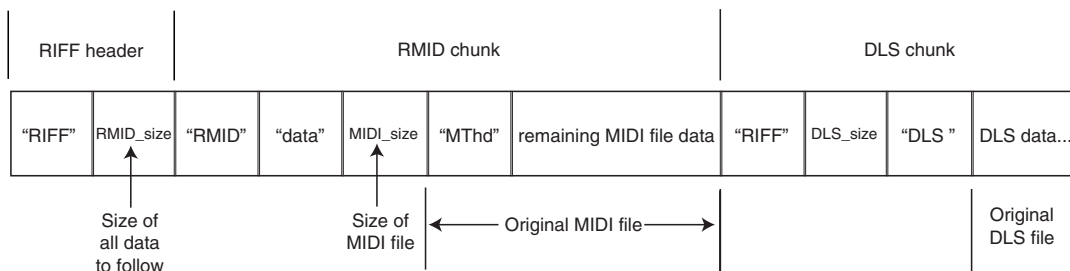 RIFF header
RMID chunk
DLS chunk
“RIFF”
RMID_size
“RMID”
“data”
MIDI_size
“MThd”
remaining MIDI file data
“RIFF”
DLS_size
“DLS ”
DLS data...
Size of
all data
to follow
Size of
MIDI file
Original MIDI file
Original
DLS file